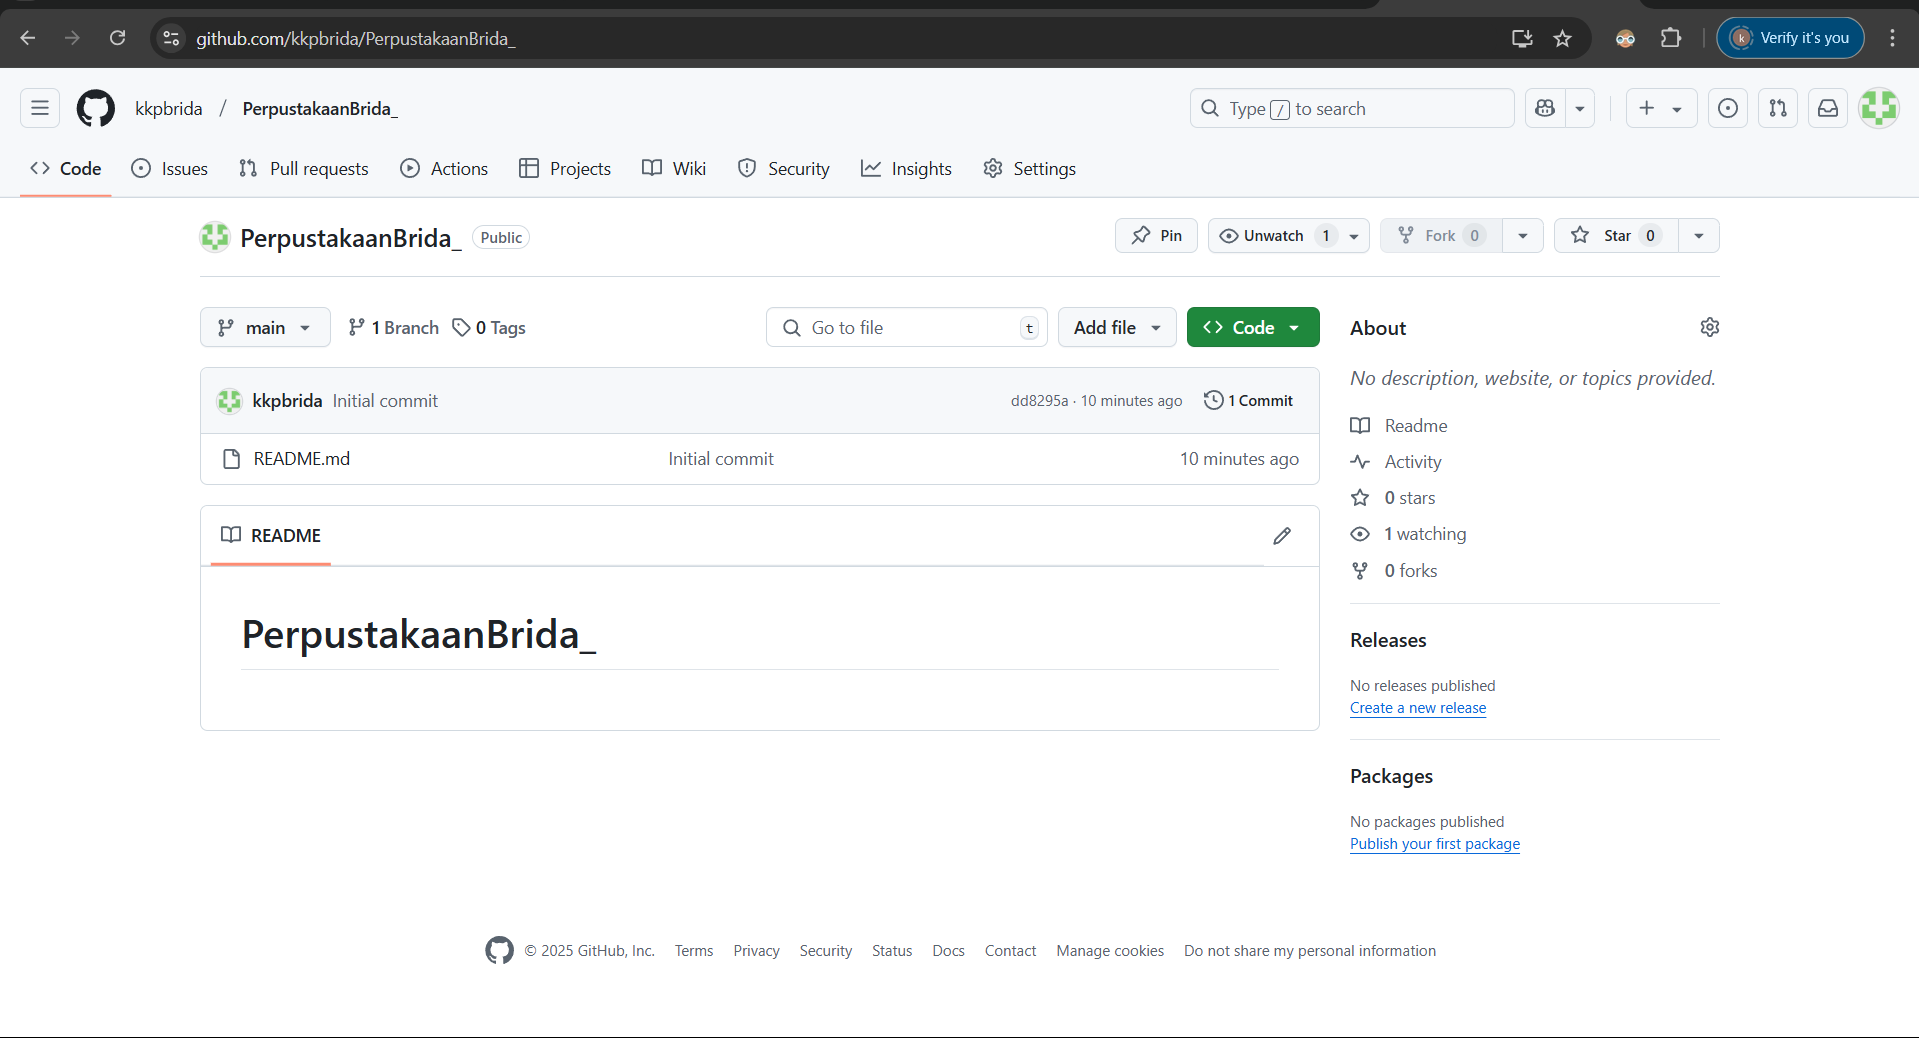 github.com/kkpbrida/PerpustakaanBrida_
k Verify it's you
kkpbrida / PerpustakaanBrida_
Type / to search
Code Issues Pull requests Actions Projects Wiki Security Insights Settings
PerpustakaanBrida_ Public
Pin Unwatch 1 Fork 0 Star 0
main 1 Branch 0 Tags Go to file t Add file Code
kkpbrida Initial commit dd8295a · 10 minutes ago 1 Commit
README.md Initial commit 10 minutes ago
README
PerpustakaanBrida_
About
No description, website, or topics provided.
Readme
Activity
0 stars
1 watching
0 forks
Releases
No releases published
Create a new release
Packages
No packages published
Publish your first package
© 2025 GitHub, Inc. Terms Privacy Security Status Docs Contact Manage cookies Do not share my personal information